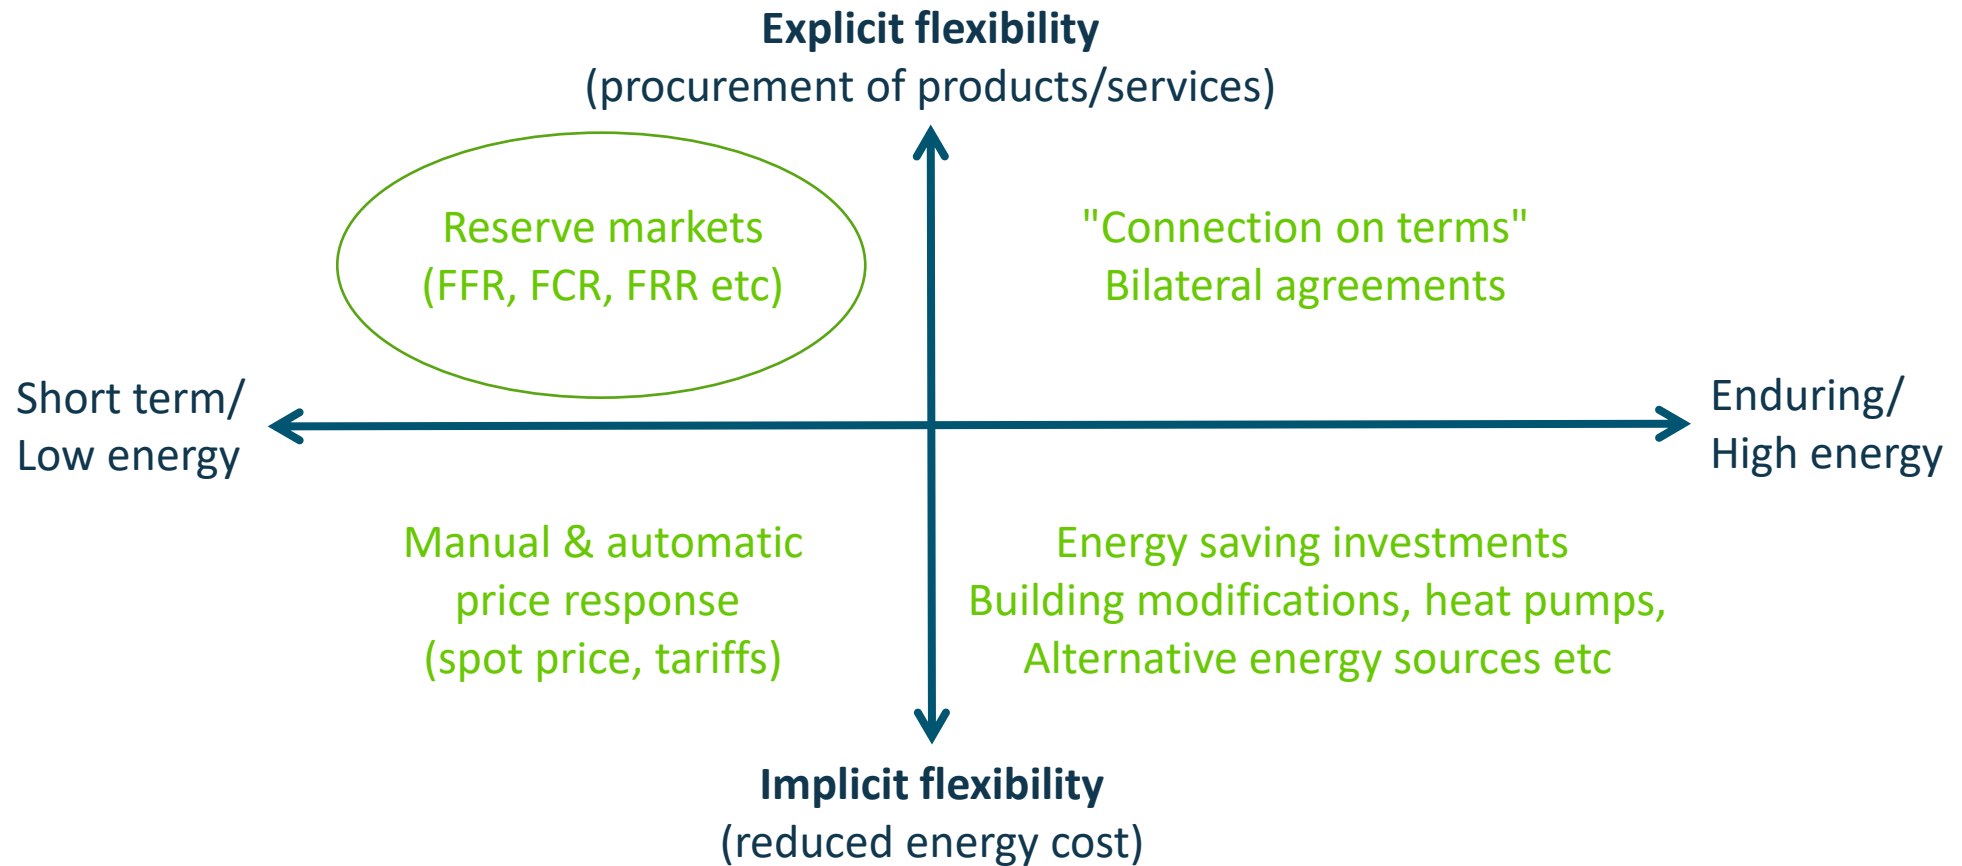 Explicit flexibility
(procurement of products/services)
Reserve markets
(FFR, FCR, FRR etc)
"Connection on terms"
Bilateral agreements
Short term/
Low energy
Enduring/
High energy
Manual & automatic
price response
(spot price, tariffs)
Energy saving investments
Building modifications, heat pumps,
Alternative energy sources etc
Implicit flexibility
(reduced energy cost)